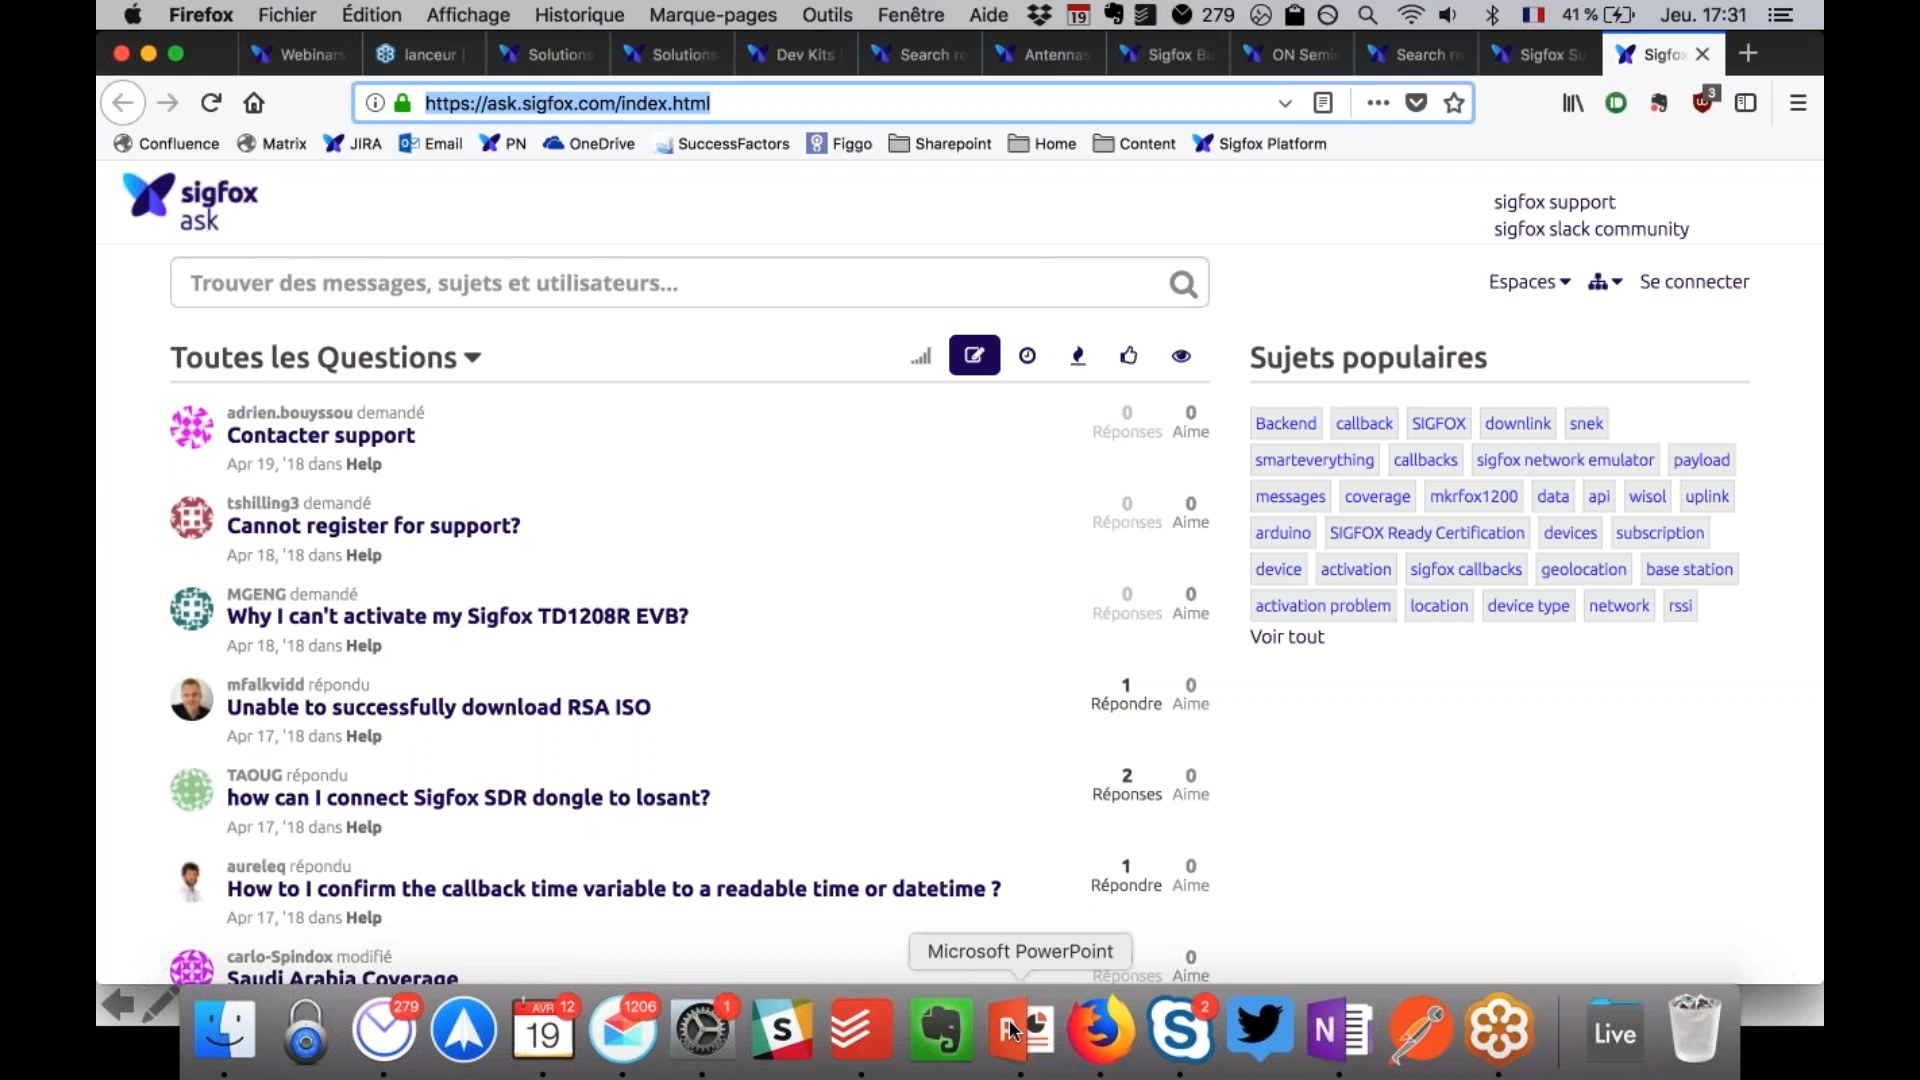 Firefox Fichier Édition Affichage Historique Marque-pages Outils Fenêtre Aide 19 279 41 % Jeu. 17:31
Webinar lanceur Solutions Solutions Dev Kits Search Antennas Sigfox ON Semi Search Sigfox Sigfox
https://ask.sigfox.com/index.html
3
Confluence Matrix JIRA Email PN OneDrive SuccessFactors Figgo Sharepoint Home Content Sigfox Platform
sigfox
ask
sigfox support
sigfox slack community
Trouver des messages, sujets et utilisateurs...
Espaces Se connecter
Toutes les Questions
Sujets populaires
adrien.bouyssou demandé
Contacter support
Apr 19, '18 dans Help
0 Réponses 0 Aime
tshilling3 demandé
Cannot register for support?
Apr 18, '18 dans Help
0 Réponses 0 Aime
MGENG demandé
Why I can't activate my Sigfox TD1208R EVB?
Apr 18, '18 dans Help
0 Réponses 0 Aime
mfalkvidd répondu
Unable to successfully download RSA ISO
Apr 17, '18 dans Help
1 Répondre 0 Aime
TAOUG répondu
how can I connect Sigfox SDR dongle to losant?
Apr 17, '18 dans Help
2 Réponses 0 Aime
aureleq répondu
How to I confirm the callback time variable to a readable time or datetime ?
Apr 17, '18 dans Help
1 Répondre 0 Aime
carlo-Spindox modifié
Saudi Arabia Coverage
Réponses 0 Aime
Backend callback SIGFOX downlink snek
smarteverything callbacks sigfox network emulator payload
messages coverage mkrfox1200 data api wisol uplink
arduino SIGFOX Ready Certification devices subscription
device activation sigfox callbacks geolocation base station
activation problem location device type network rssi
Voir tout
Microsoft PowerPoint
279 AVR 12 19 1206 1 S 2 S N Live